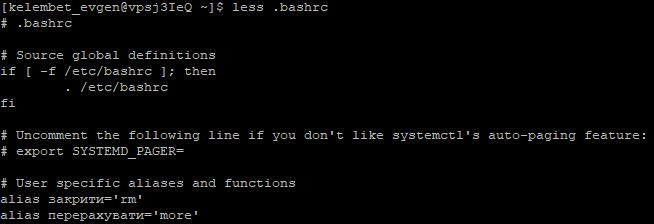 [kelembet_evgen@vpsj3IeQ ~]$ less .bashrc
# .bashrc
# Source global definitions
if [ -f /etc/bashrc ]; then
        . /etc/bashrc
fi
# Uncomment the following line if you don't like systemctl's auto-paging feature:
# export SYSTEMD_PAGER=
# User specific aliases and functions
alias закрити='rm'
alias перерахувати='more'